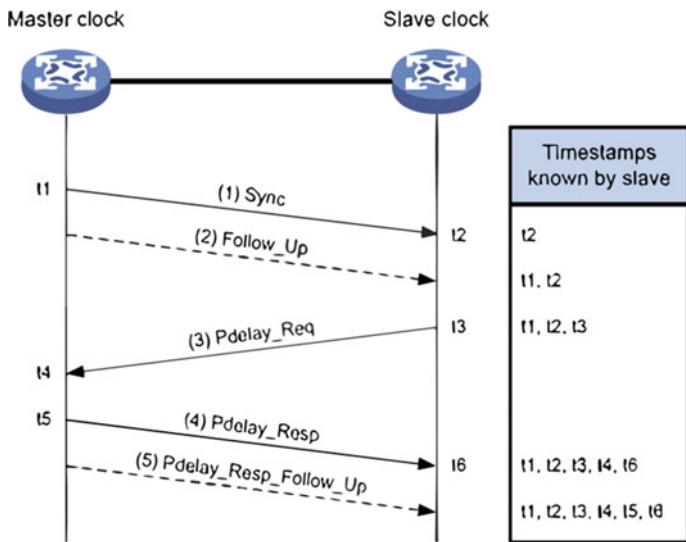 Master clock
Slave clock
Timestamps
known by slave
t1
(1) Sync
t2
t2
(2) Follow_Up
t1, t2
(3) Pdelay_Req
t3
t1, t2, t3
t4
t5
(4) Pdelay_Resp
t6
t1, t2, t3, t4, t6
(5) Pdelay_Resp_Follow_Up
t1, t2, t3, t4, t5, t6